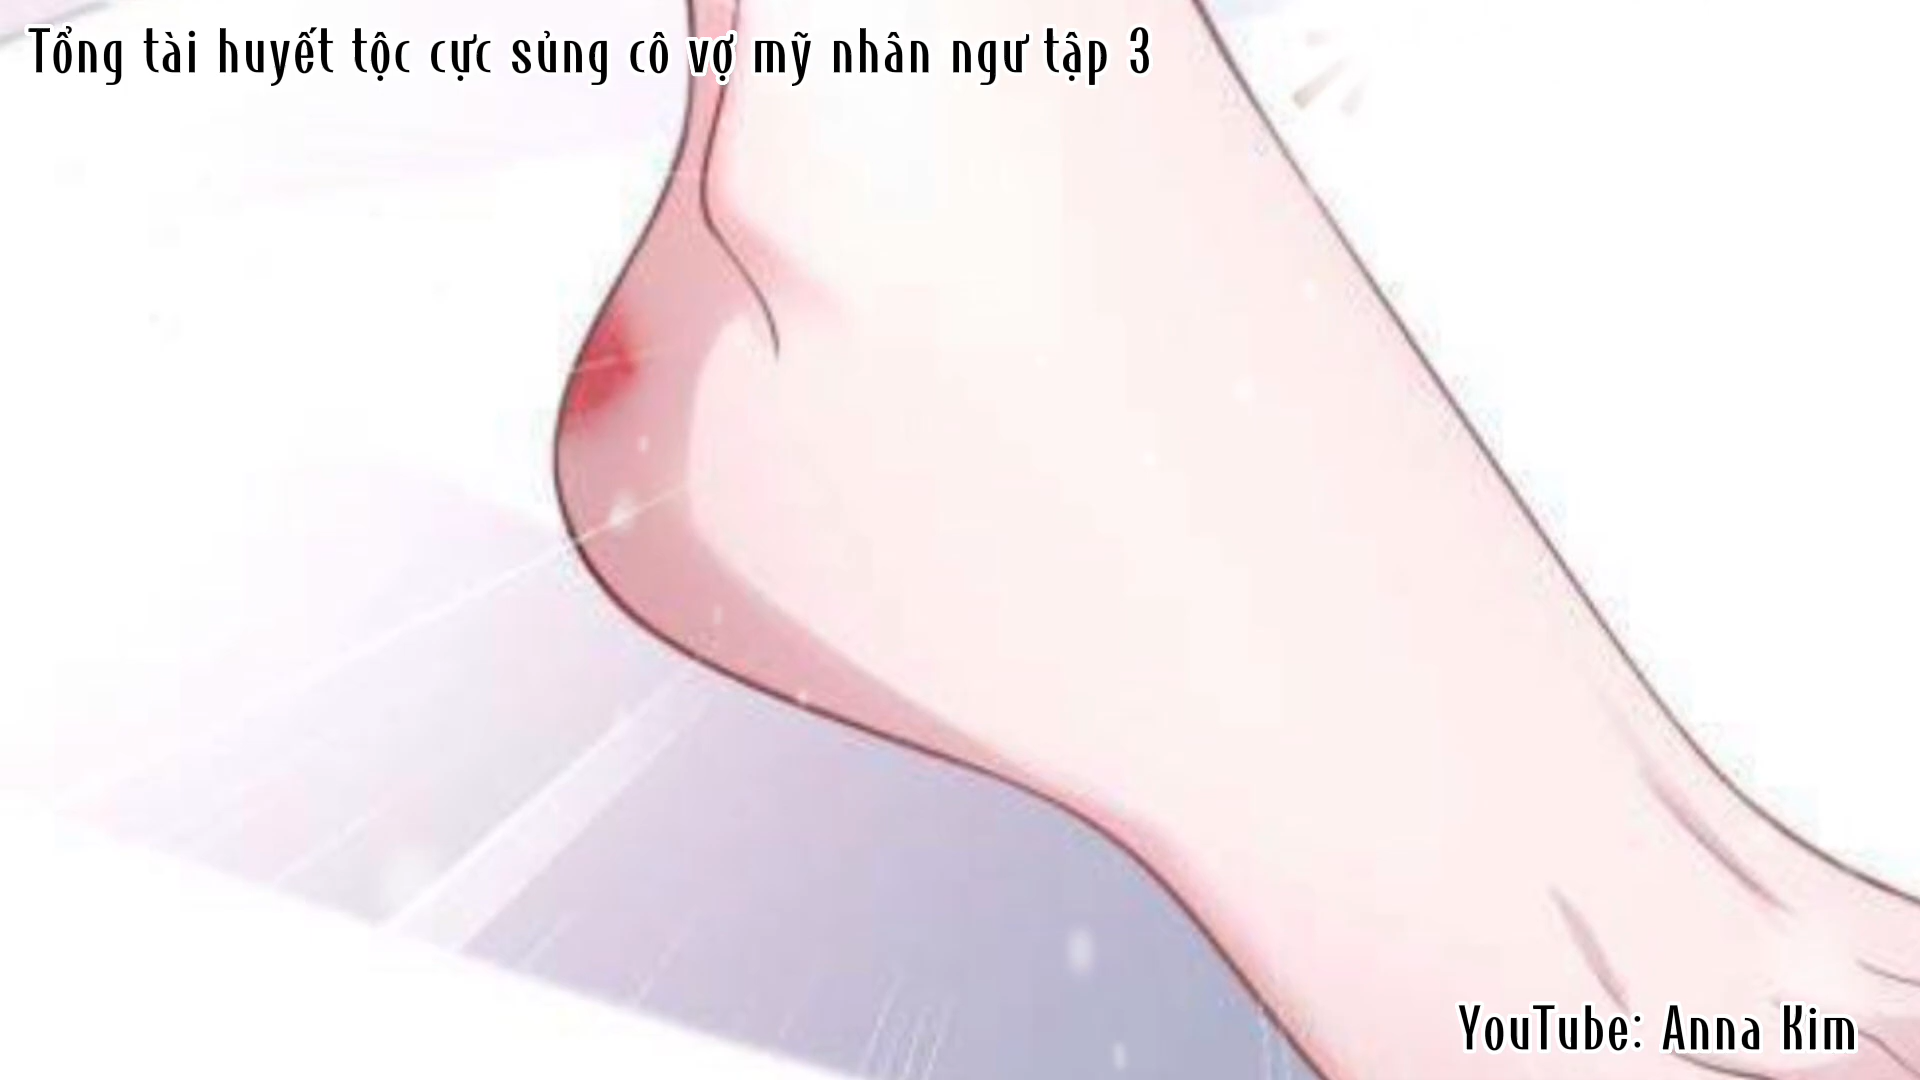 Tổng tài huyết tộc cực sủng cô vợ mỹ nhân ngư tập 3
YouTube: Anna Kim